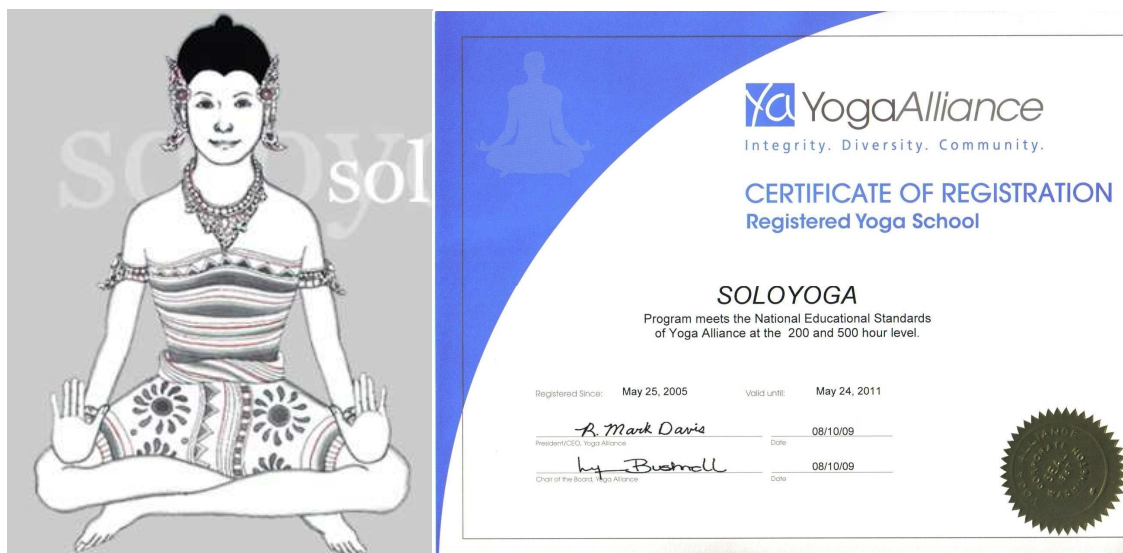 sol
Ya YogaAlliance
Integrity. Diversity. Community.
CERTIFICATE OF REGISTRATION
Registered Yoga School
SOLOYOGA
Program meets the National Educational Standards
of Yoga Alliance at the 200 and 500 hour level.
Registered Since: May 25, 2005 Valid until: May 24, 2011
R. Mark Davis 08/10/09
President/CEO, Yoga Alliance Date
Bushnell 08/10/09
Chair of the Board, Yoga Alliance Date